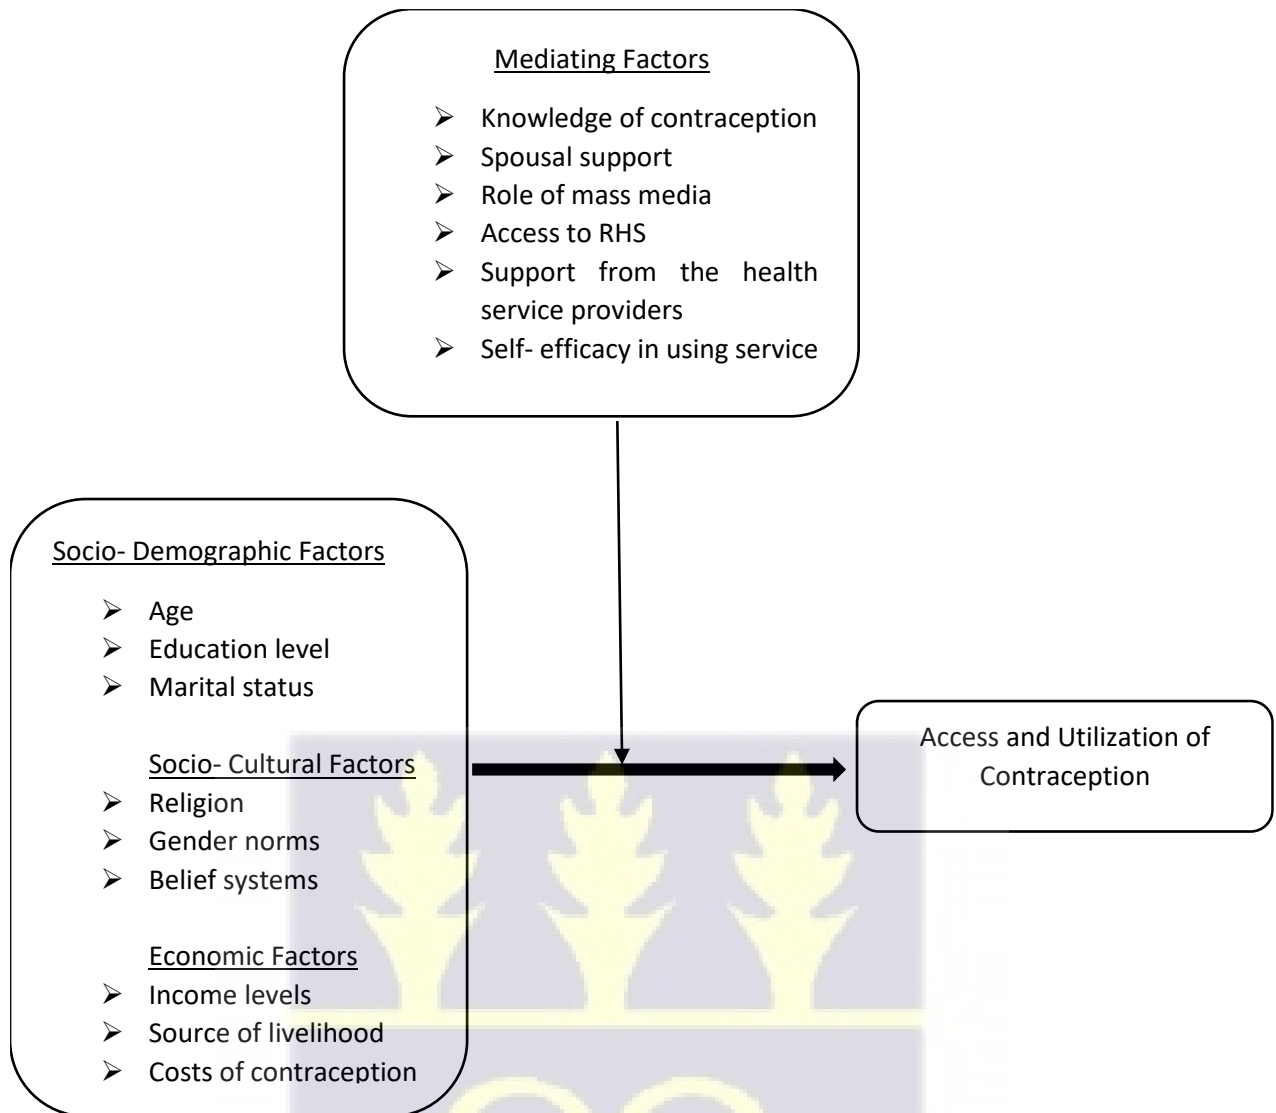 Mediating Factors
➢ Knowledge of contraception
➢ Spousal support
➢ Role of mass media
➢ Access to RHS
➢ Support from the health
service providers
➢ Self- efficacy in using service
Socio- Demographic Factors
➢ Age
➢ Education level
➢ Marital status
Socio- Cultural Factors
➢ Religion
➢ Gender norms
➢ Belief systems
Economic Factors
➢ Income levels
➢ Source of livelihood
➢ Costs of contraception
Access and Utilization of
Contraception